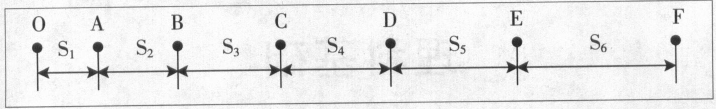 O A B C D E F
S₁ S₂ S₃ S₄ S₅ S₆